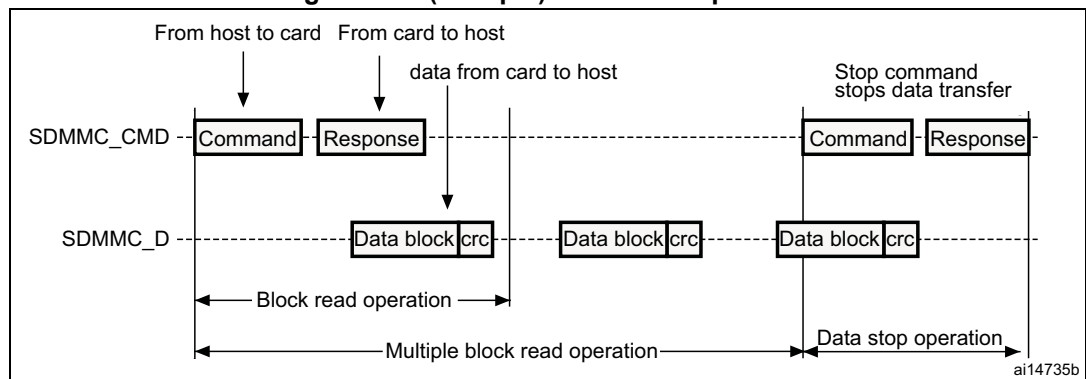 From host to card From card to host
data from card to host
Stop command
stops data transfer
SDMMC_CMD Command Response Command Response
SDMMC_D Data block crc Data block crc Data block crc
Block read operation
Data stop operation
Multiple block read operation
ai14735b